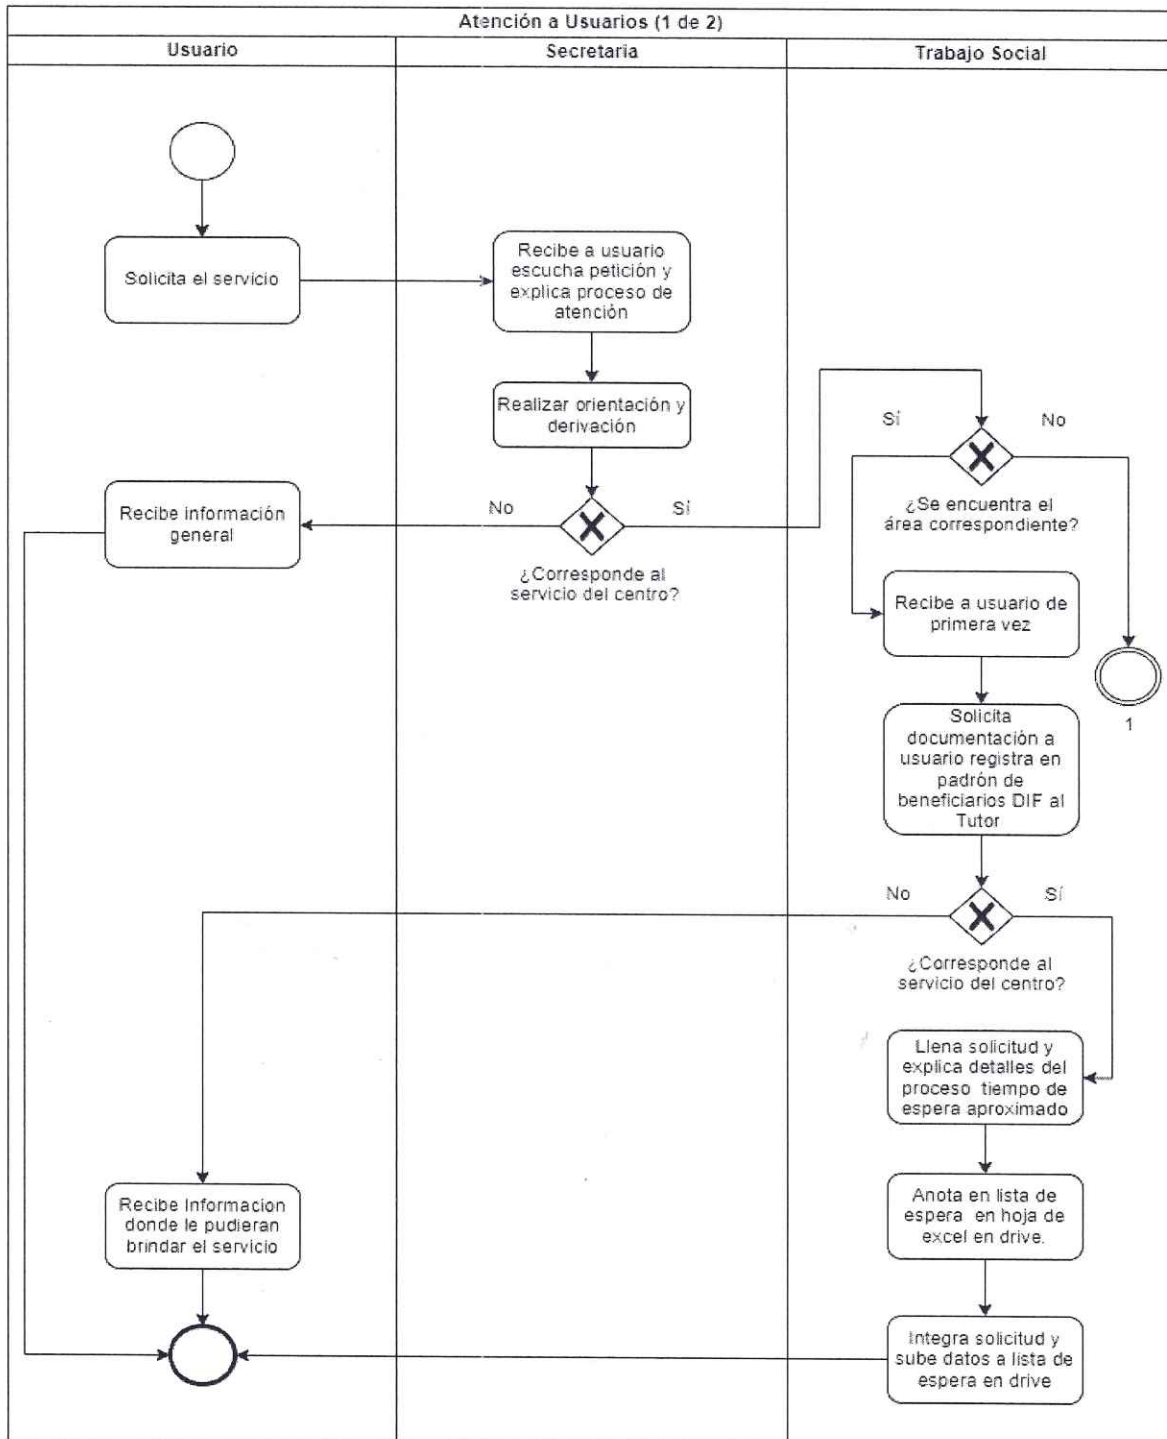 Atención a Usuarios (1 de 2)
Usuario
Secretaria
Trabajo Social
Solicita el servicio
Recibe a usuario
escucha petición y
explica proceso de
atención
Realizar orientación y
derivación
Sí
No
¿Se encuentra el
área correspondiente?
Recibe información
general
No
Sí
¿Corresponde al
servicio del centro?
Recibe a usuario de
primera vez
1
Solicita
documentación a
usuario registra en
padrón de
beneficiarios DIF al
Tutor
No
Sí
¿Corresponde al
servicio del centro?
Llena solicitud y
explica detalles del
proceso tiempo de
espera aproximado
Recibe Informacion
donde le pudieran
brindar el servicio
Anota en lista de
espera en hoja de
excel en drive.
Integra solicitud y
sube datos a lista de
espera en drive